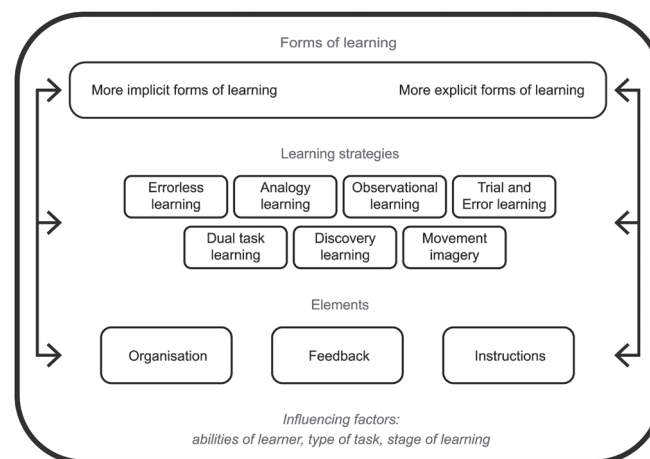 Forms of learning
More implicit forms of learning More explicit forms of learning
Learning strategies
Errorless Analogy Observational Trial and
learning learning learning Error learning
Dual task Discovery Movement
learning learning imagery
Elements
Organisation Feedback Instructions
Influencing factors:
abilities of learner, type of task, stage of learning